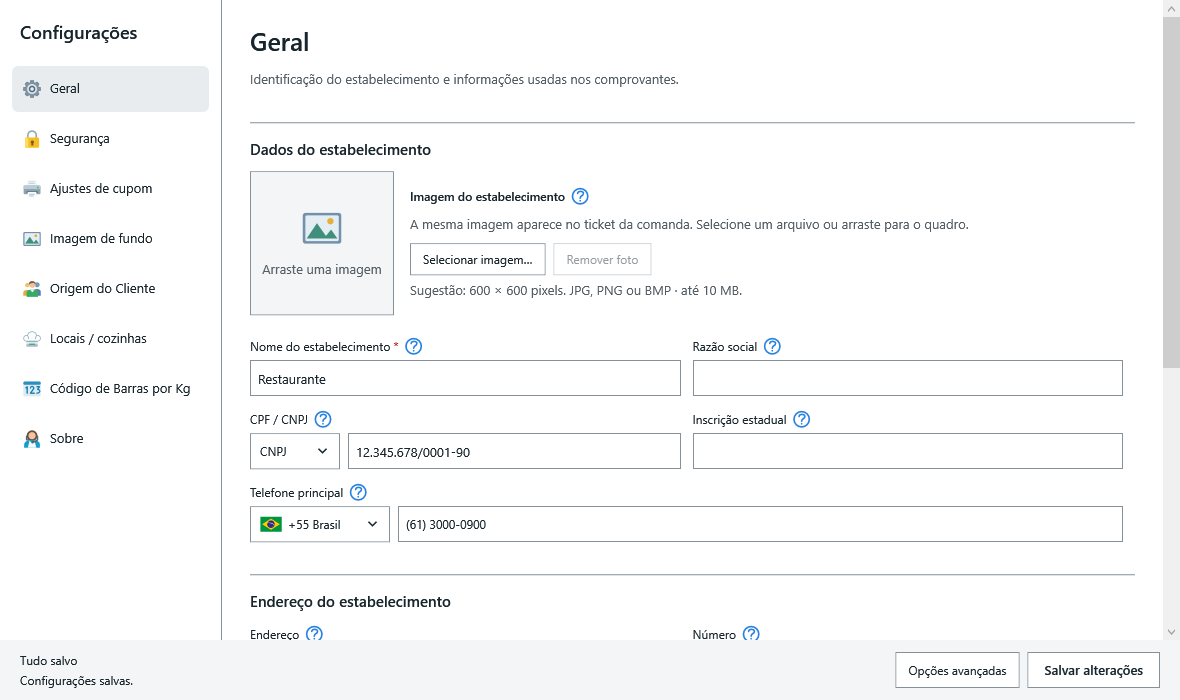 Configurações
Geral
Segurança
Ajustes de cupom
Imagem de fundo
Origem do Cliente
Locais / cozinhas
123 Código de Barras por Kg
Sobre
Geral
Identificação do estabelecimento e informações usadas nos comprovantes.
Dados do estabelecimento
Arraste uma imagem
Imagem do estabelecimento ?
A mesma imagem aparece no ticket da comanda. Selecione um arquivo ou arraste para o quadro.
Selecionar imagem... Remover foto
Sugestão: 600 × 600 pixels. JPG, PNG ou BMP · até 10 MB.
Nome do estabelecimento * ? Razão social ?
Restaurante
CPF / CNPJ ? Inscrição estadual ?
CNPJ 12.345.678/0001-90
Telefone principal ?
+55 Brasil (61) 3000-0900
Endereço do estabelecimento
Endereço ? Número ?
Tudo salvo
Configurações salvas.
Opções avançadas Salvar alterações